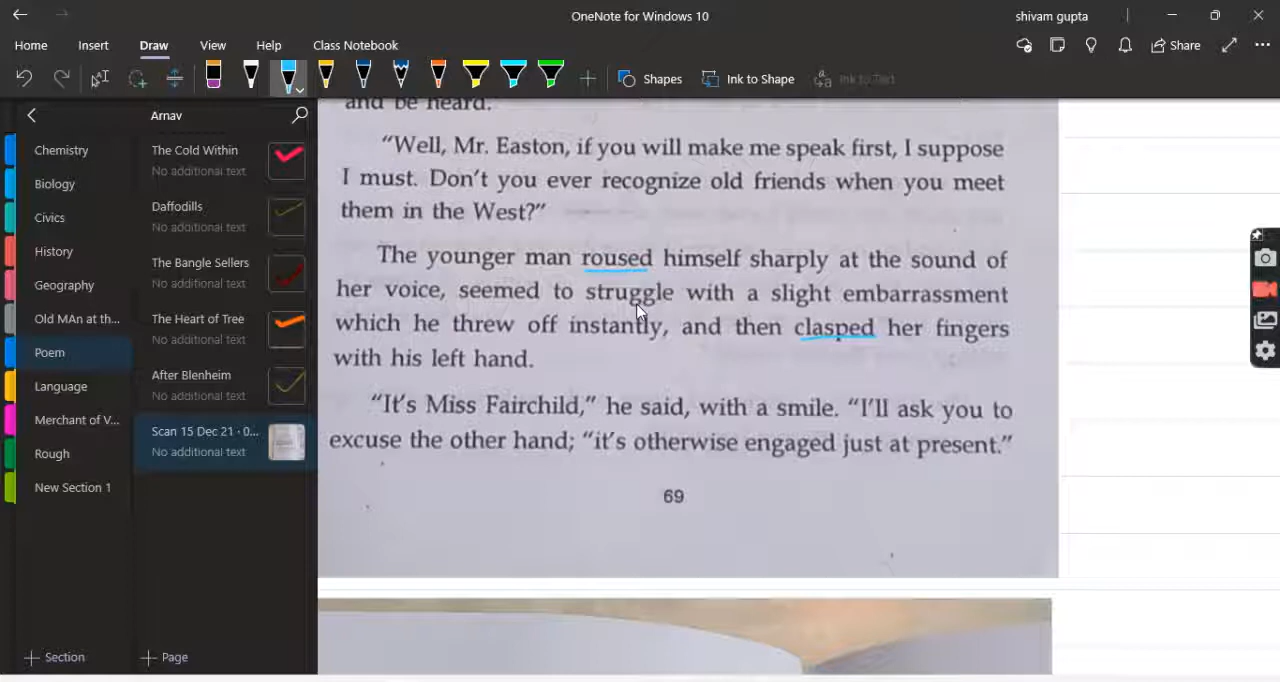 OneNote for Windows 10
shivam gupta
Home Insert Draw View Help Class Notebook
Share
Shapes
Ink to Shape
Ink to Text
Arnav
Chemistry
Biology
Civics
History
Geography
Old MAn at th...
Poem
Language
Merchant of V...
Rough
New Section 1
Section
The Cold Within
No additional text
Daffodills
No additional text
The Bangle Sellers
No additional text
The Heart of Tree
No additional text
After Blenheim
No additional text
Scan 15 Dec 21 · 0...
No additional text
Page
and be heard.
“Well, Mr. Easton, if you will make me speak first, I suppose
I must. Don’t you ever recognize old friends when you meet
them in the West?”
The younger man roused himself sharply at the sound of
her voice, seemed to struggle with a slight embarrassment
which he threw off instantly, and then clasped her fingers
with his left hand.
“It’s Miss Fairchild,” he said, with a smile. “I’ll ask you to
excuse the other hand; “it’s otherwise engaged just at present.”
69